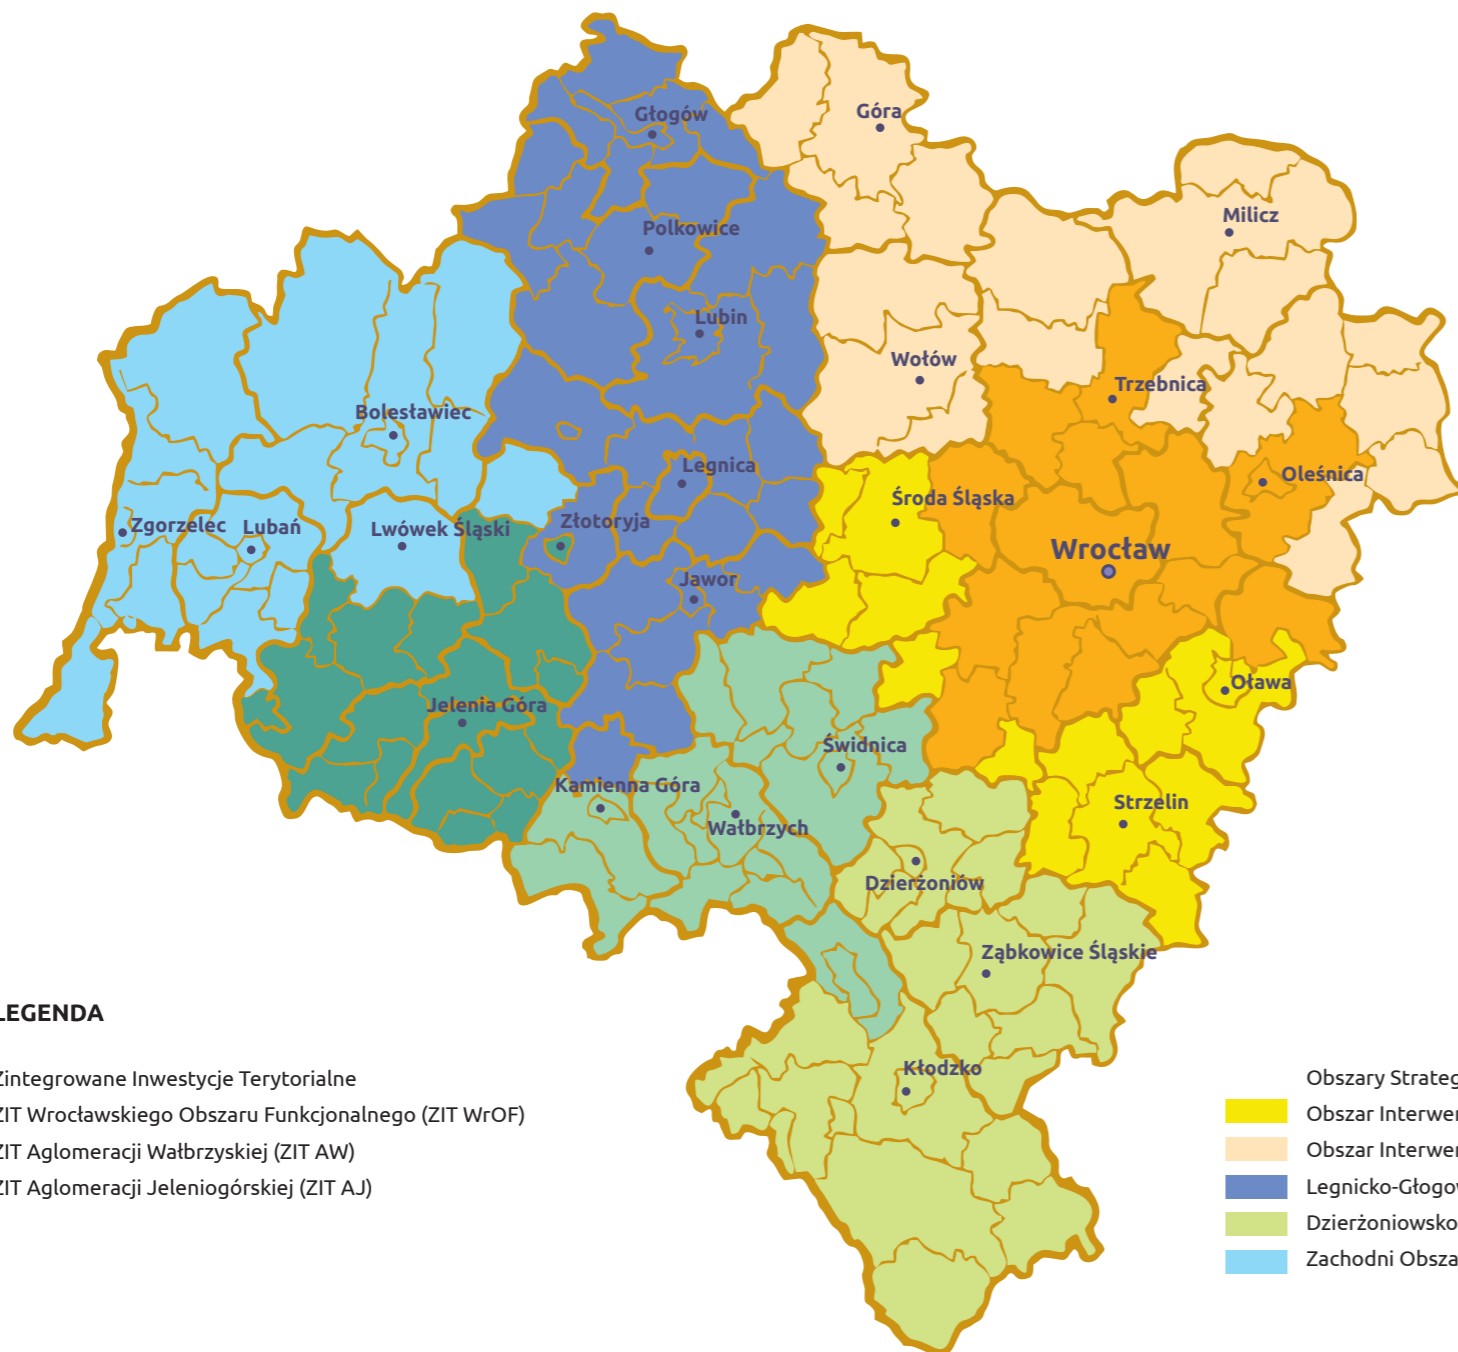 Głogów
Góra
Milicz
Polkowice
Lubin
Wołów
Trzebnica
Bolesławiec
Legnica
Oleśnica
Środa Śląska
Zgorzelec
Lubań
Lwówek Śląski
Złotoryja
Wrocław
Jawor
Oława
Jelenia Góra
Świdnica
Kamienna Góra
Strzelin
Wałbrzych
Dzierżoniów
Ząbkowice Śląskie
Kłodzko
LEGENDA
Zintegrowane Inwestycje Terytorialne
ZIT Wrocławskiego Obszaru Funkcjonalnego (ZIT WrOF)
ZIT Aglomeracji Wałbrzyskiej (ZIT AW)
ZIT Aglomeracji Jeleniogórskiej (ZIT AJ)
Obszary Strateg
Obszar Interwer
Obszar Interwer
Legnicko-Głogow
Dzierżoniowsko
Zachodni Obsza